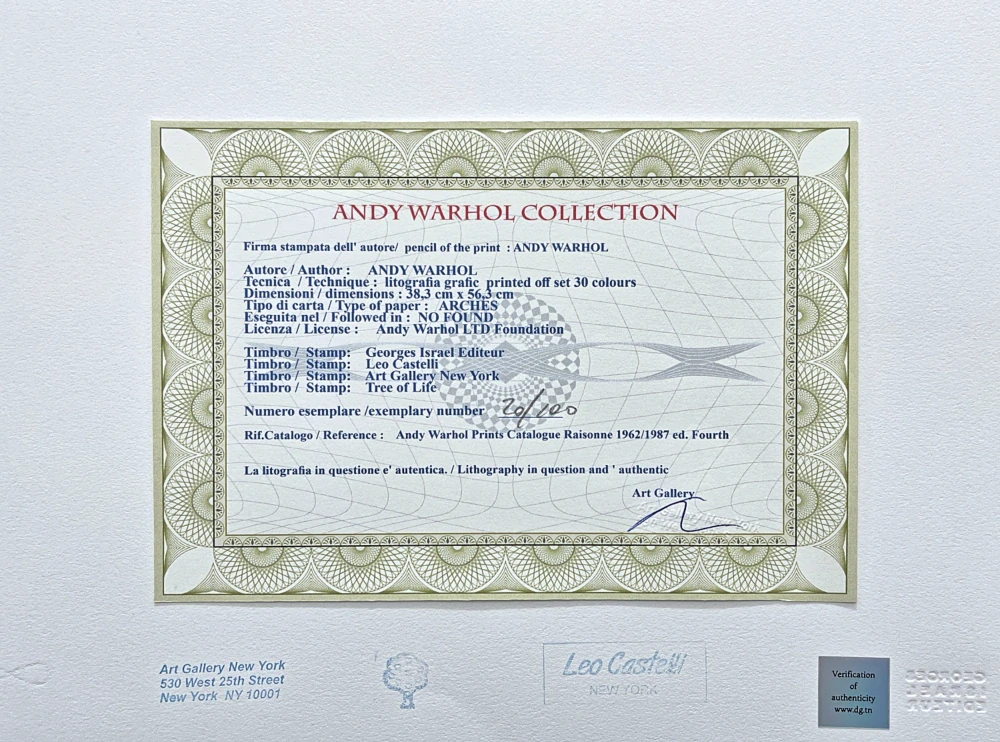 ANDY WARHOL COLLECTION
Firma stampata dell' autore/ pencil of the print : ANDY WARHOL
Autore / Author : ANDY WARHOL
Tecnica / Technique : litografia grafic printed off set 30 colours
Dimensioni / dimensions : 38,3 cm x 56,3 cm
Tipo di carta / Type of paper : ARCHES
Eseguita nel / Followed in : NO FOUND
Licenza / License : Andy Warhol LTD Foundation
Timbro / Stamp: Georges Israel Editeur
Timbro / Stamp: Leo Castelli
Timbro / Stamp: Art Gallery New York
Timbro / Stamp: Tree of Life
Numero esemplare /exemplary number 20/100
Rif.Catalogo / Reference : Andy Warhol Prints Catalogue Raisonne 1962/1987 ed. Fourth
La litografia in questione e' autentica. / Lithography in question and ' authentic
Art Gallery
Art Gallery New York
530 West 25th Street
New York NY 10001
Leo Castelli
NEW YORK
Verification
of
authenticity
www.dg.tn
GEORGES
ISRAEL
EDITEUR